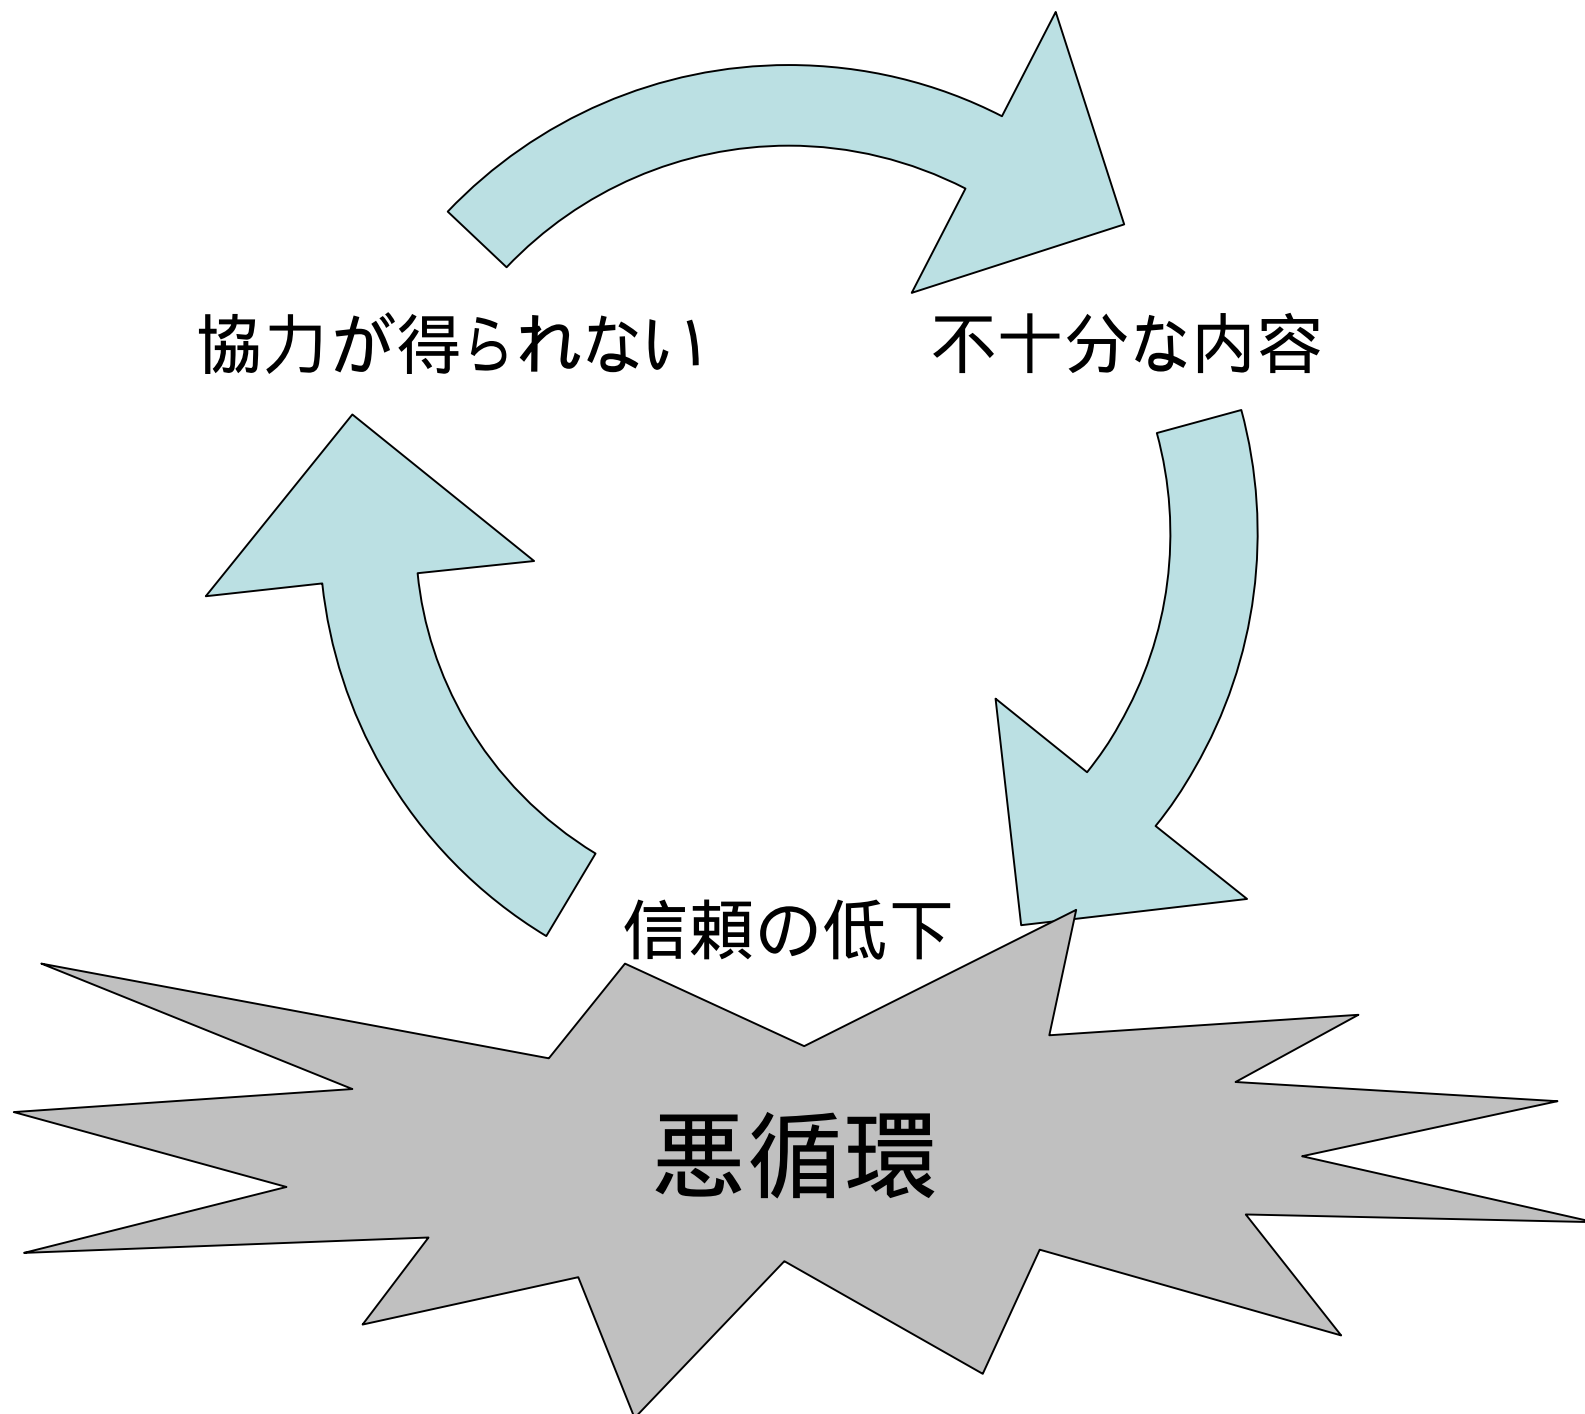 協力が得られない
不十分な内容
信頼の低下
悪循環